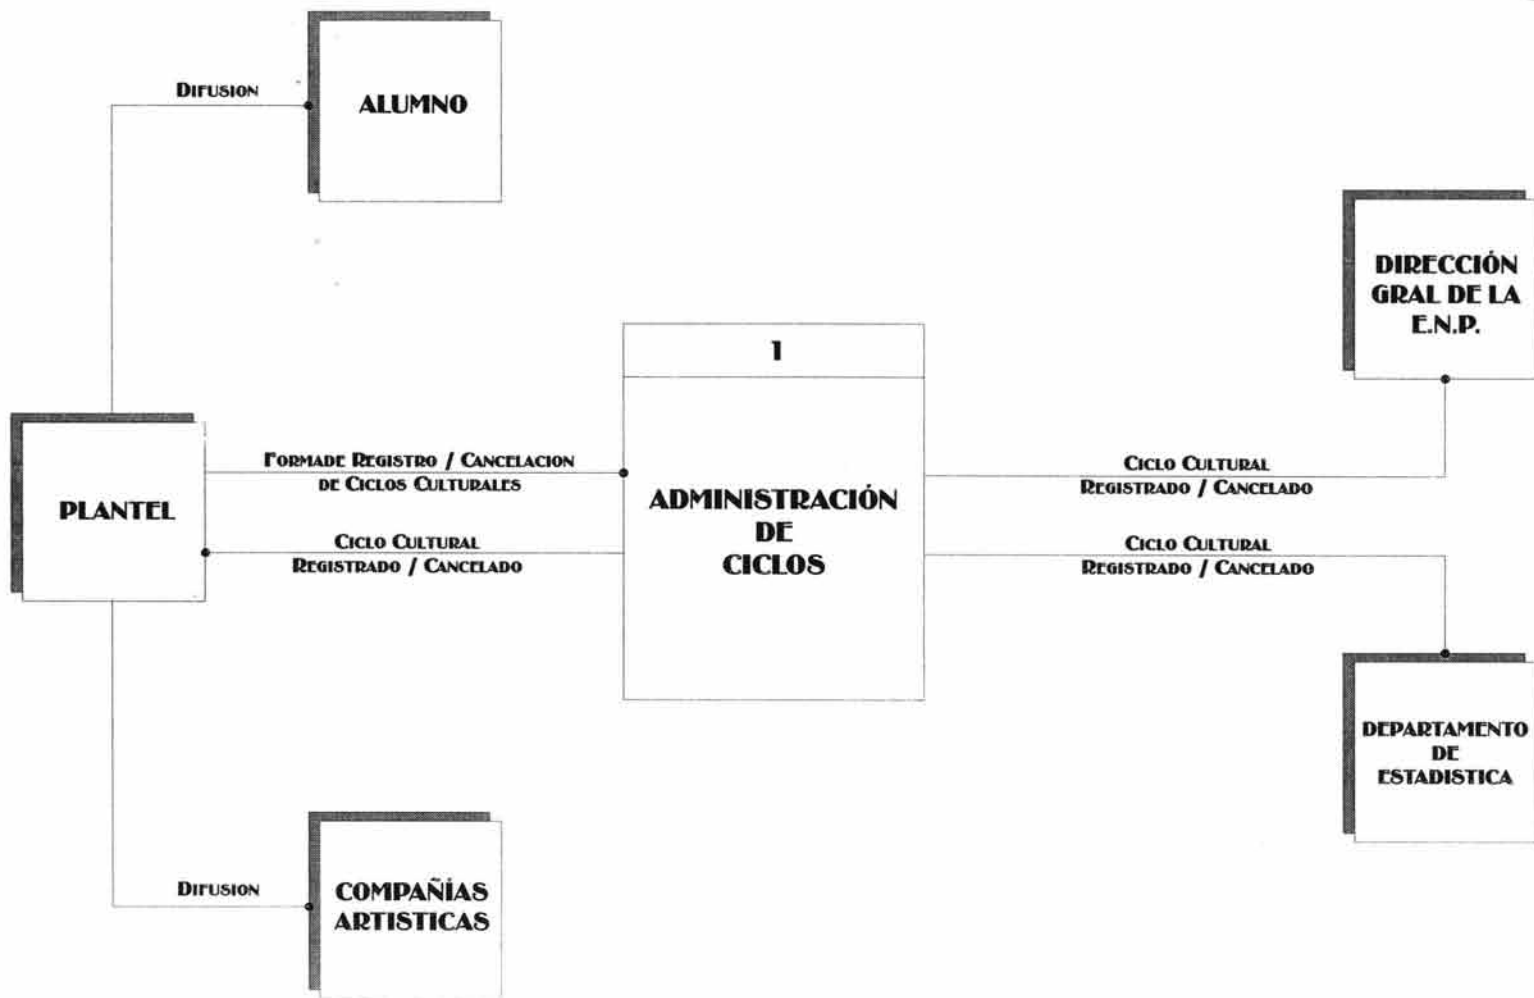 DIFUSION
ALUMNO
DIRECCIÓN
GRAL DE LA
E.N.P.
1
PLANTEL
FORMADE REGISTRO / CANCELACION
DE CICLOS CULTURALES
CICLO CULTURAL
REGISTRADO / CANCELADO
ADMINISTRACIÓN
DE
CICLOS
CICLO CULTURAL
REGISTRADO / CANCELADO
CICLO CULTURAL
REGISTRADO / CANCELADO
DEPARTAMENTO
DE
ESTADISTICA
DIFUSION
COMPAÑÍAS
ARTISTICAS